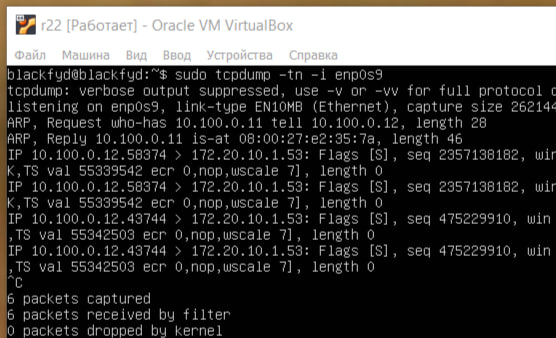 r22 [Работает] - Oracle VM VirtualBox
Файл Машина Вид Ввод Устройства Справка
blackfyd@blackfyd:~$ sudo tcpdump -tn -i enp0s9
tcpdump: verbose output suppressed, use -v or -vv for full protocol
listening on enp0s9, link-type EN10MB (Ethernet), capture size 262144
ARP, Request who-has 10.100.0.11 tell 10.100.0.12, length 28
ARP, Reply 10.100.0.11 is-at 08:00:27:e2:35:7a, length 46
IP 10.100.0.12.58374 > 172.20.10.1.53: Flags [S], seq 2357138182, win
K,TS val 55339542 ecr 0,nop,wscale 7], length 0
IP 10.100.0.12.58374 > 172.20.10.1.53: Flags [S], seq 2357138182, win
K,TS val 55339542 ecr 0,nop,wscale 7], length 0
IP 10.100.0.12.43744 > 172.20.10.1.53: Flags [S], seq 475229910, win
,TS val 55342503 ecr 0,nop,wscale 7], length 0
IP 10.100.0.12.43744 > 172.20.10.1.53: Flags [S], seq 475229910, win
,TS val 55342503 ecr 0,nop,wscale 7], length 0
^C
6 packets captured
6 packets received by filter
0 packets dropped by kernel